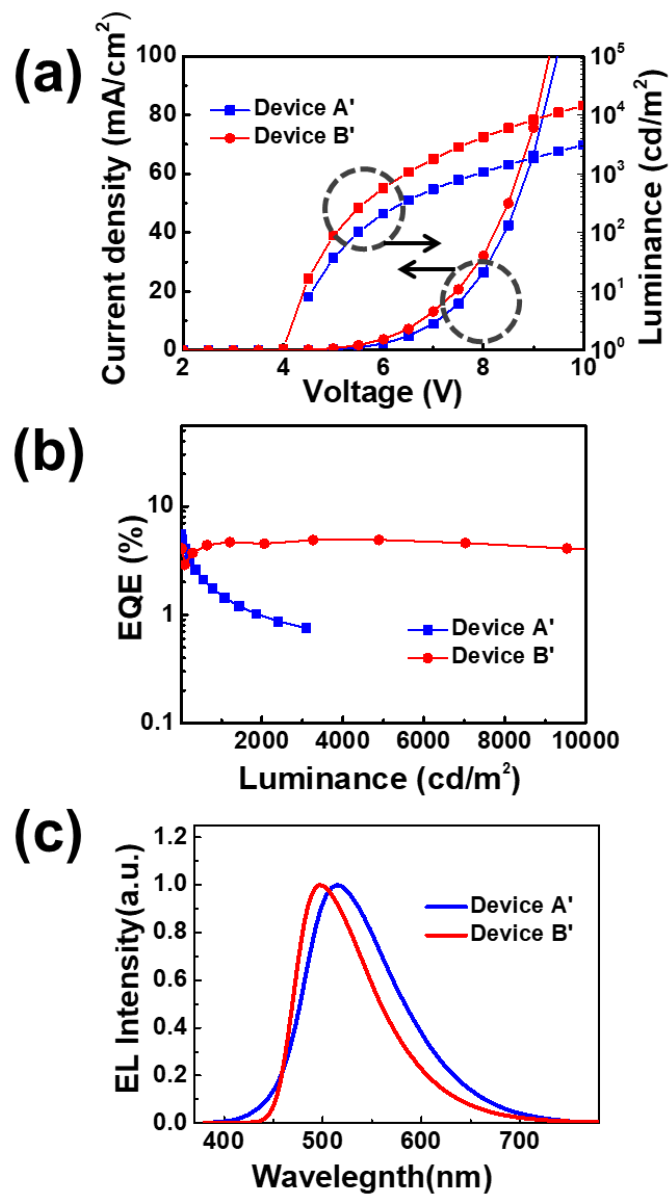 (a)
Current density (mA/cm²)
100
80
60
40
20
0
Device A'
Device B'
10⁵
10⁴
10³
10²
10¹
10⁰
Luminance (cd/m²)
2
4
6
8
10
Voltage (V)
(b)
EQE (%)
10
1
0.1
Device A'
Device B'
2000
4000
6000
8000
10000
Luminance (cd/m²)
(c)
EL Intensity(a.u.)
1.2
1.0
0.8
0.6
0.4
0.2
0.0
Device A'
Device B'
400
500
600
700
Wavelegnth(nm)